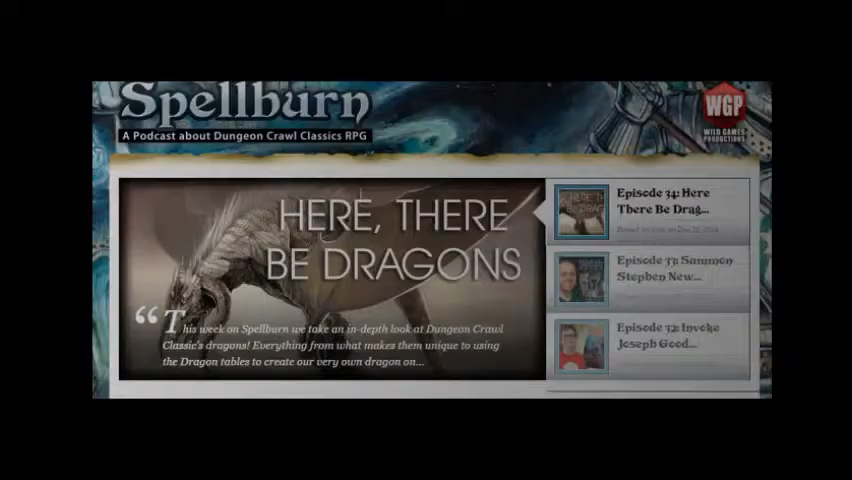 Spellburn
A Podcast about Dungeon Crawl Classics RPG
WGP
WILD GAMES
PRODUCTIONS
HERE, THERE
BE DRAGONS
“ This week on Spellburn we take an in-depth look at Dungeon Crawl
Classic's dragons! Everything from what makes them unique to using
the Dragon tables to create our very own dragon on...
Episode 34: Here
There Be Drag...
Episode 33: Summon
Stephen New...
Episode 32: Invoke
Joseph Good...